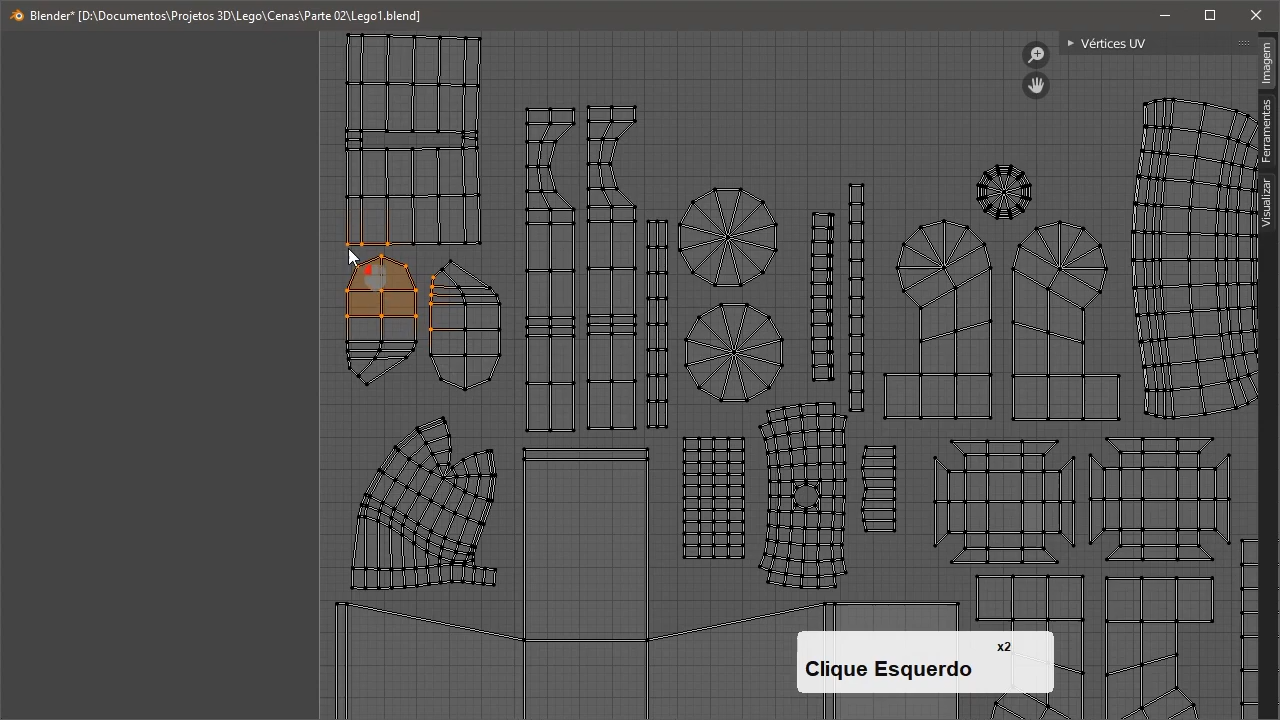 Blender* [D:\Documentos\Projetos 3D\Lego\Cenas\Parte 02\Lego1.blend]
Vértices UV
Imagem
Ferramentas
Visualizar
x2
Clique Esquerdo